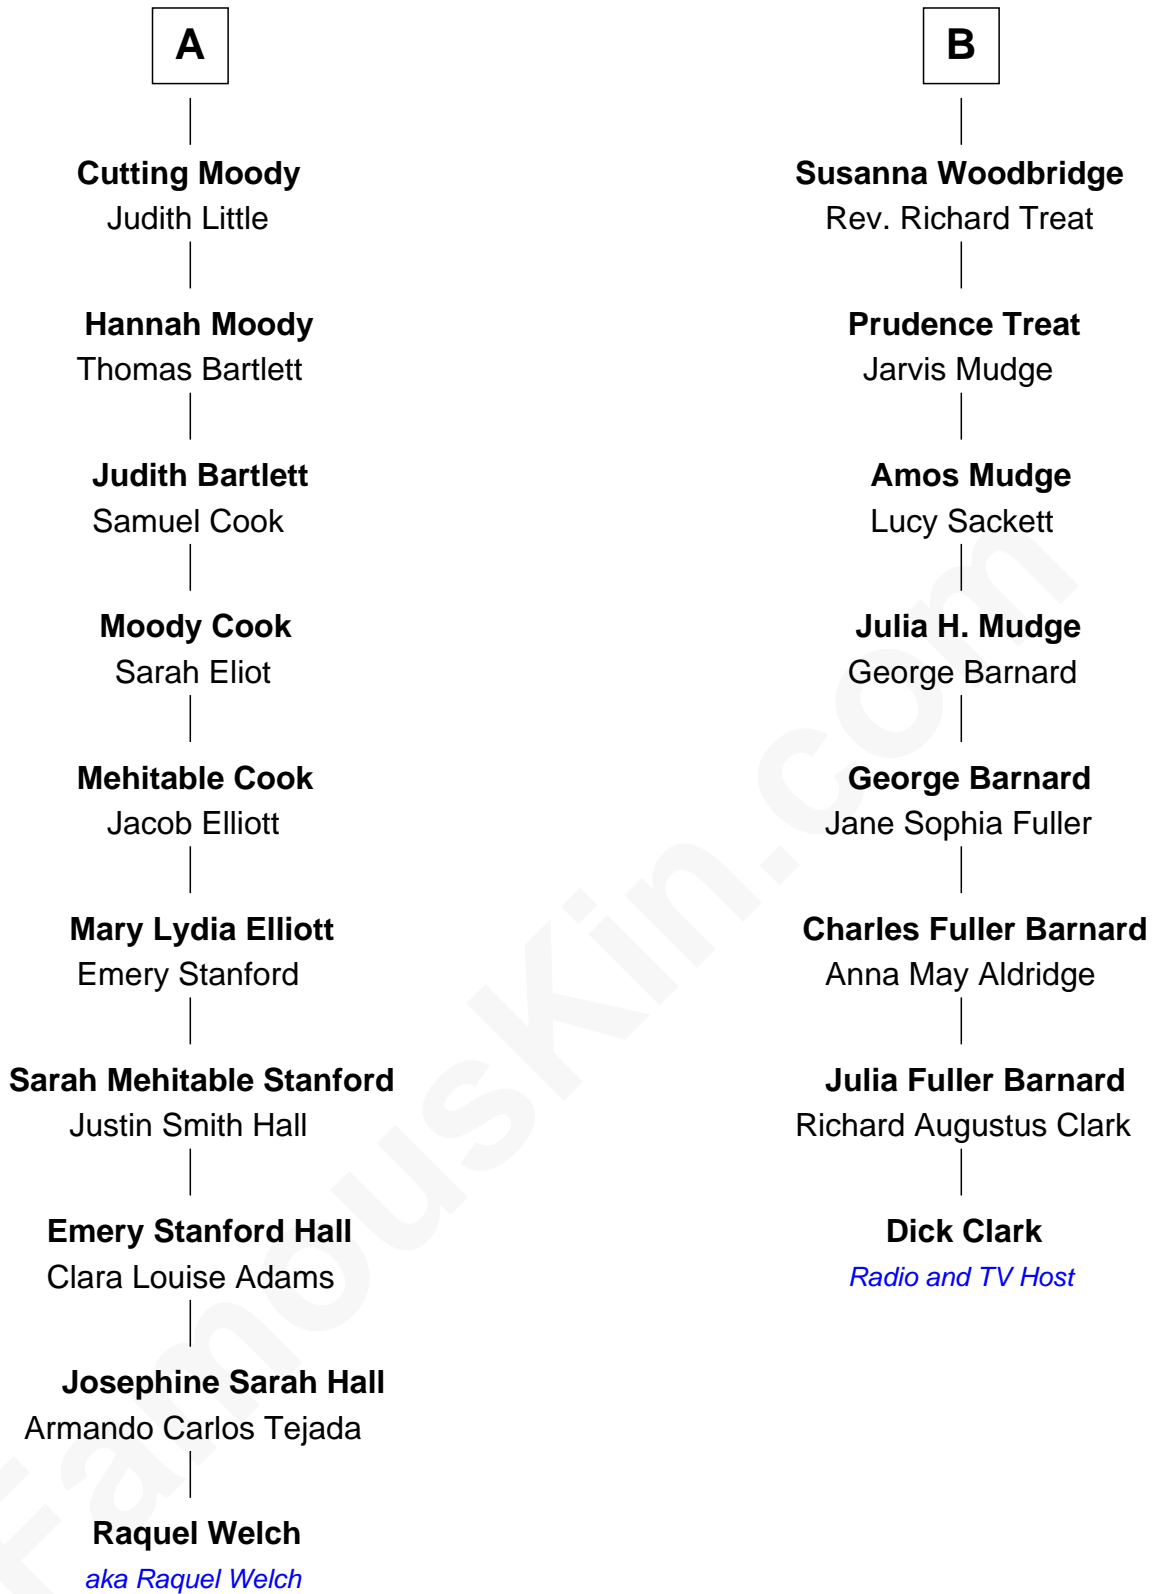 A
Cutting Moody
Judith Little
Hannah Moody
Thomas Bartlett
Judith Bartlett
Samuel Cook
Moody Cook
Sarah Eliot
Mehitable Cook
Jacob Elliott
Mary Lydia Elliott
Emery Stanford
Sarah Mehitable Stanford
Justin Smith Hall
Emery Stanford Hall
Clara Louise Adams
Josephine Sarah Hall
Armando Carlos Tejada
Raquel Welch
aka Raquel Welch
B
Susanna Woodbridge
Rev. Richard Treat
Prudence Treat
Jarvis Mudge
Amos Mudge
Lucy Sackett
Julia H. Mudge
George Barnard
George Barnard
Jane Sophia Fuller
Charles Fuller Barnard
Anna May Aldridge
Julia Fuller Barnard
Richard Augustus Clark
Dick Clark
Radio and TV Host
FamousKin.com